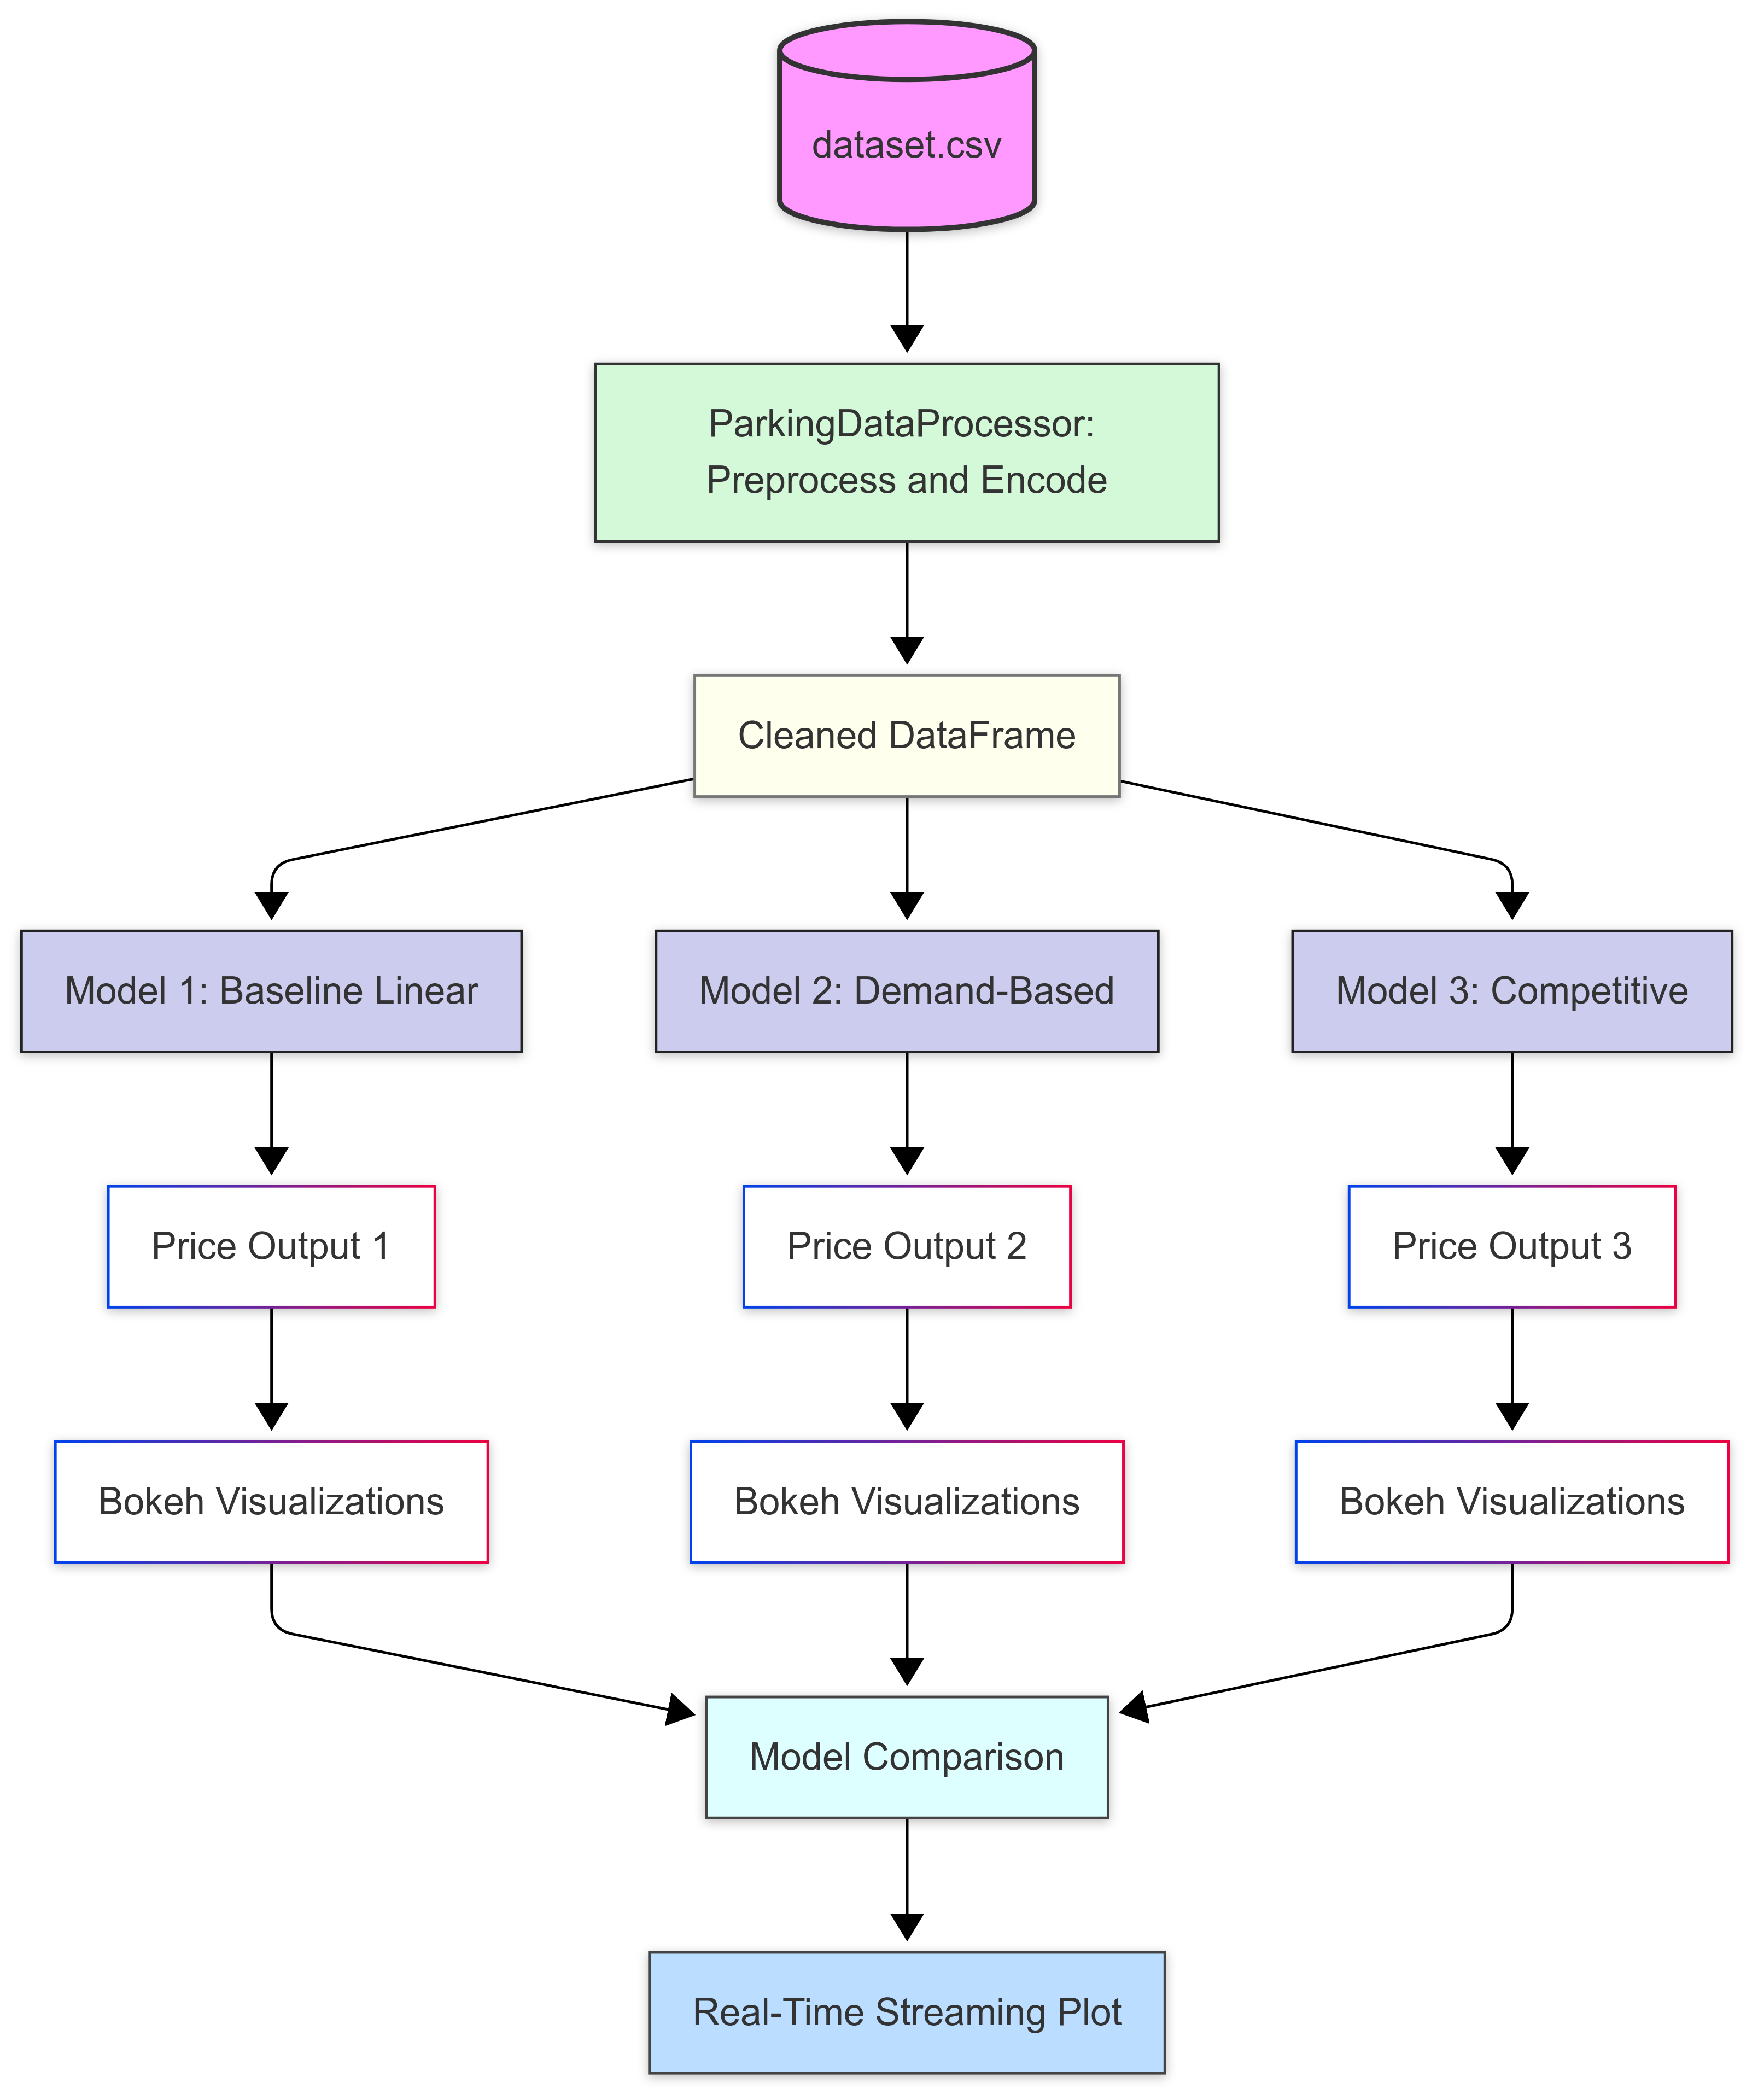 dataset.csv
ParkingDataProcessor:
Preprocess and Encode
Cleaned DataFrame
Model 1: Baseline Linear
Model 2: Demand-Based
Model 3: Competitive
Price Output 1
Price Output 2
Price Output 3
Bokeh Visualizations
Bokeh Visualizations
Bokeh Visualizations
Model Comparison
Real-Time Streaming Plot